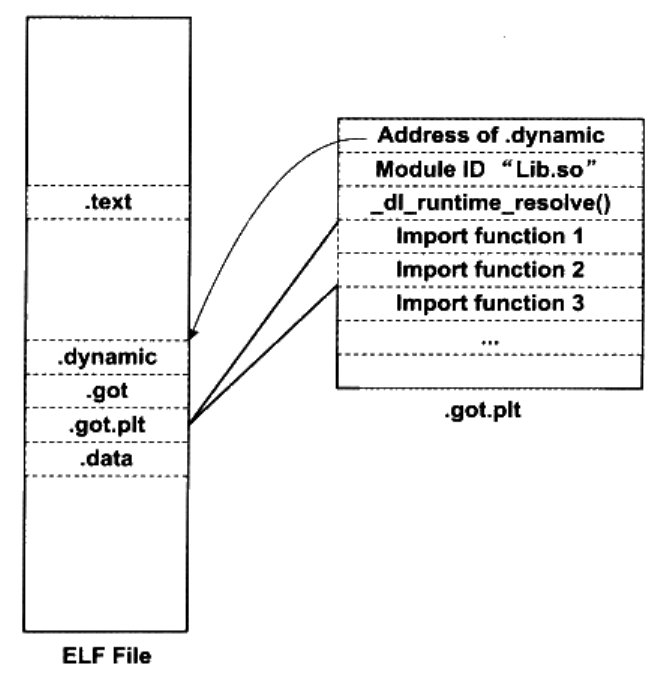 .text
.dynamic
.got
.got.plt
.data
ELF File
Address of .dynamic
Module ID “Lib.so”
_dl_runtime_resolve()
Import function 1
Import function 2
Import function 3
...
.got.plt